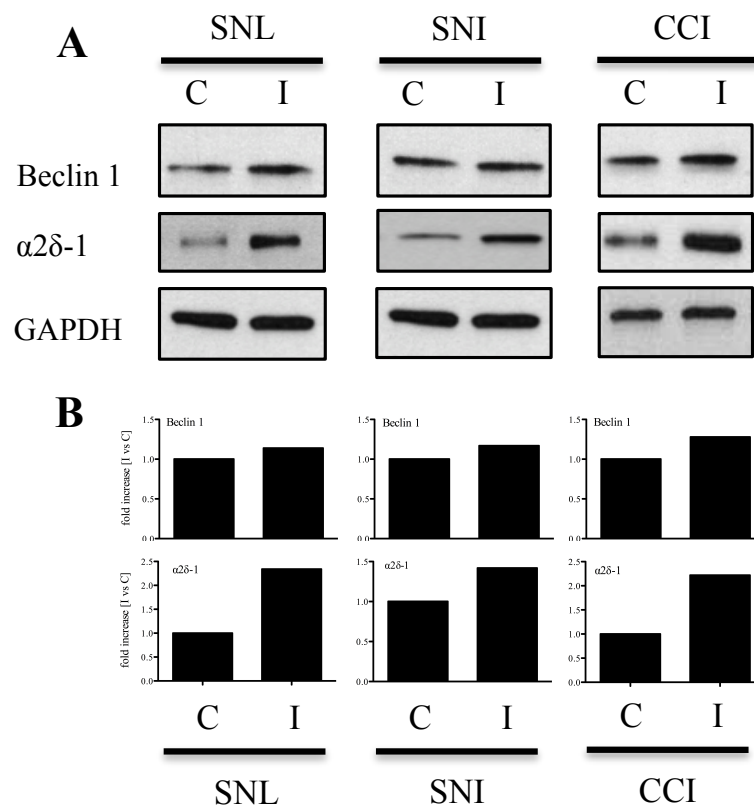 A SNL SNI CCI
C I C I C I
Beclin 1
α2δ-1
GAPDH
B
1.5 Beclin 1 1.5 Beclin 1 1.5 Beclin 1
fold increase [I vs C]
1.0 1.0 1.0
0.5 0.5 0.5
0.0 0.0 0.0
2.5 α2δ-1 1.5 α2δ-1 2.5 α2δ-1
fold increase [I vs C]
2.0 2.0
1.5 1.0 1.5
1.0 1.0
0.5 0.5 0.5
0.0 0.0 0.0
C I C I C I
SNL SNI CCI